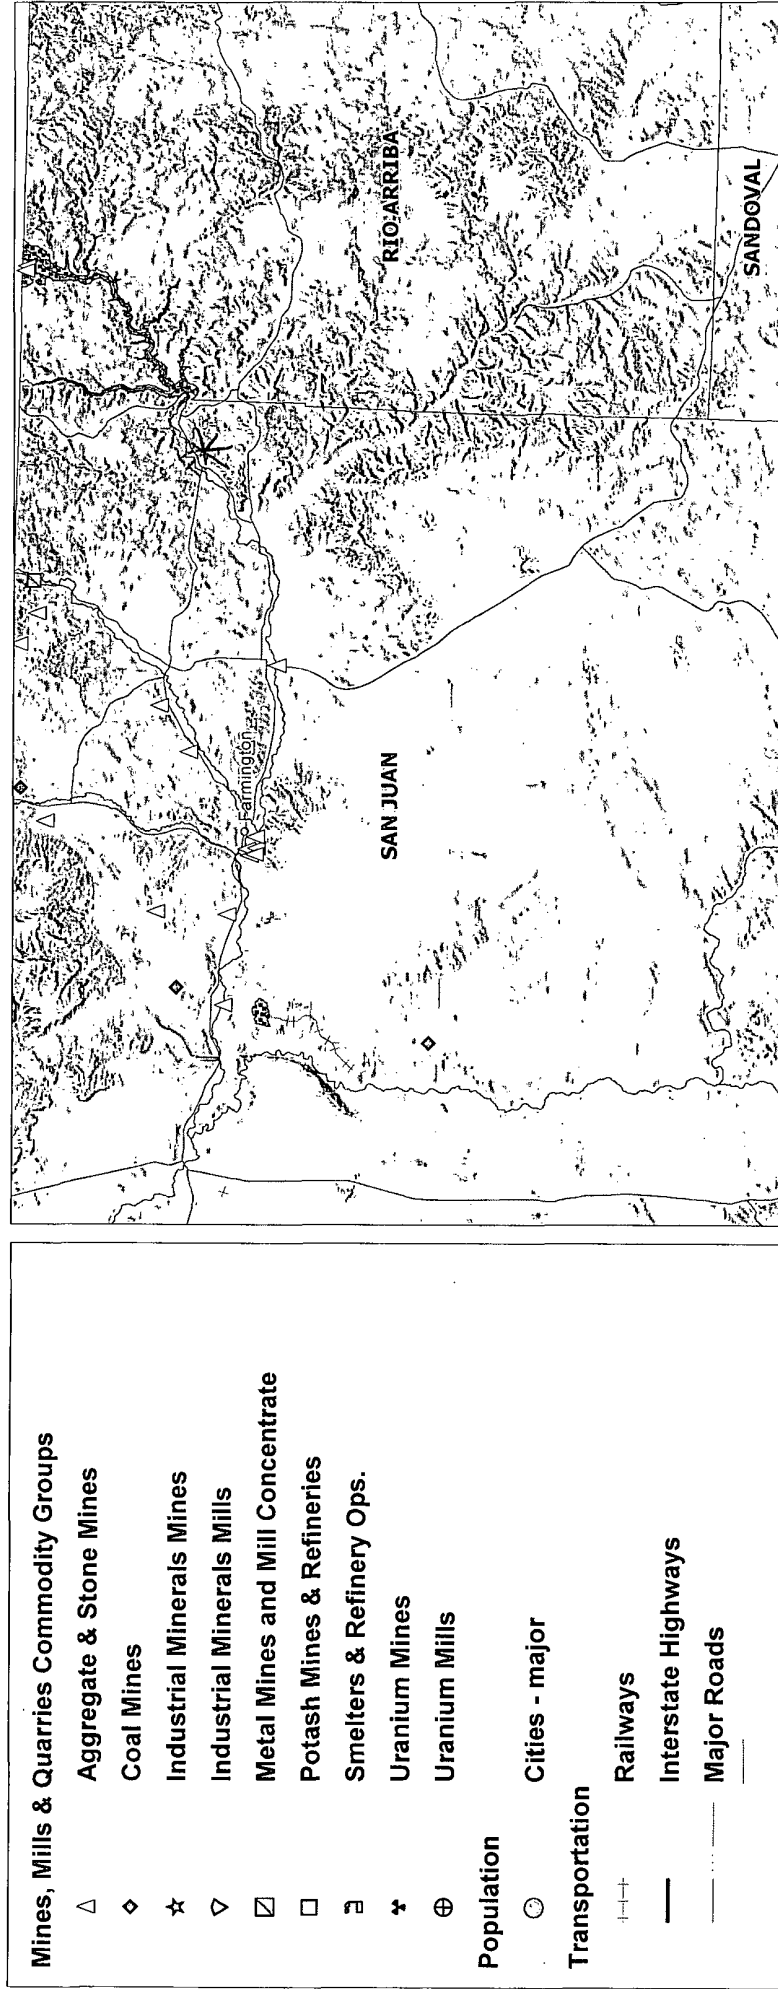 Mines, Mills & Quarries Commodity Groups
Aggregate & Stone Mines
Coal Mines
Industrial Minerals Mines
Industrial Minerals Mills
Metal Mines and Mill Concentrate
Potash Mines & Refineries
Smelters & Refinery Ops.
Uranium Mines
Uranium Mills
Population
Cities - major
Transportation
Railways
Interstate Highways
Major Roads
Farmington
SAN JUAN
RIO ARRIBA
SANDOVAL